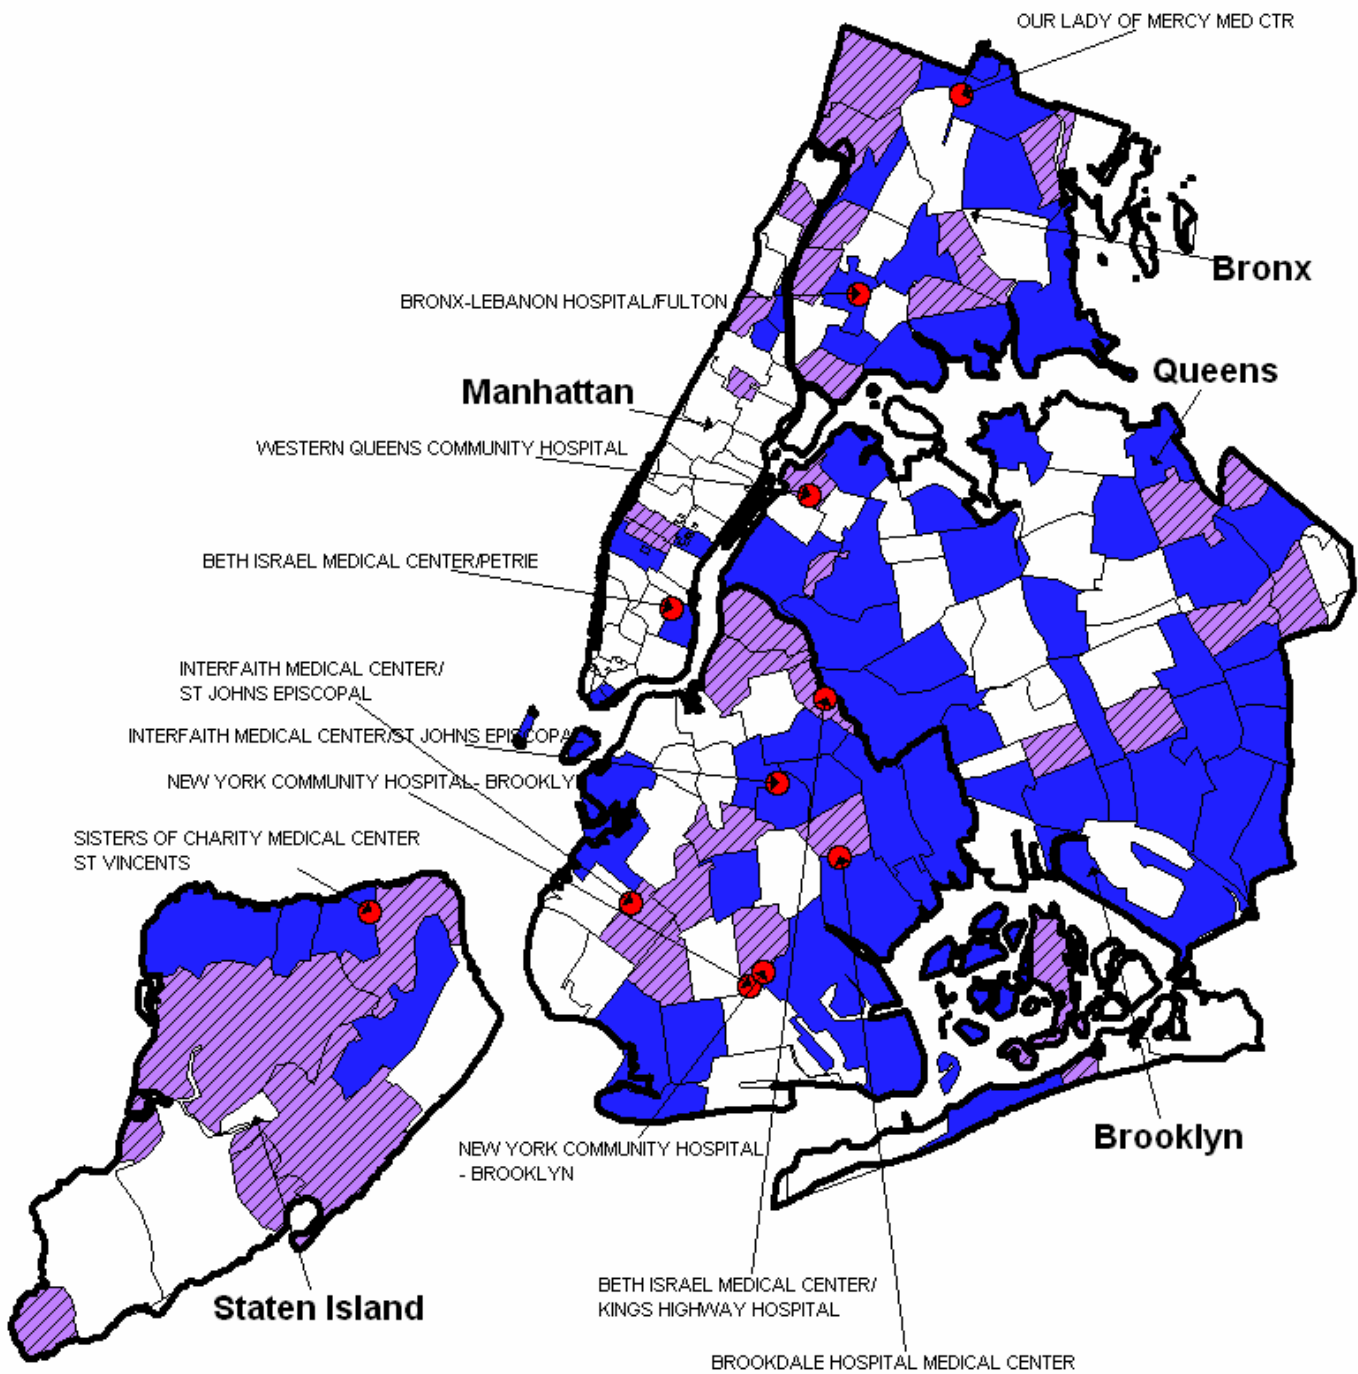 OUR LADY OF MERCY MED CTR
Bronx
BRONX-LEBANON HOSPITAL/FULTON
Queens
Manhattan
WESTERN QUEENS COMMUNITY HOSPITAL
BETH ISRAEL MEDICAL CENTER/PETRIE
INTERFAITH MEDICAL CENTER/
ST JOHNS EPISCOPAL
INTERFAITH MEDICAL CENTER/ST JOHNS EPISCOPA
NEW YORK COMMUNITY HOSPITAL- BROOKLY
SISTERS OF CHARITY MEDICAL CENTER
ST VINCENTS
NEW YORK COMMUNITY HOSPITAL
- BROOKLYN
Brooklyn
BETH ISRAEL MEDICAL CENTER/
KINGS HIGHWAY HOSPITAL
Staten Island
BROOKDALE HOSPITAL MEDICAL CENTER